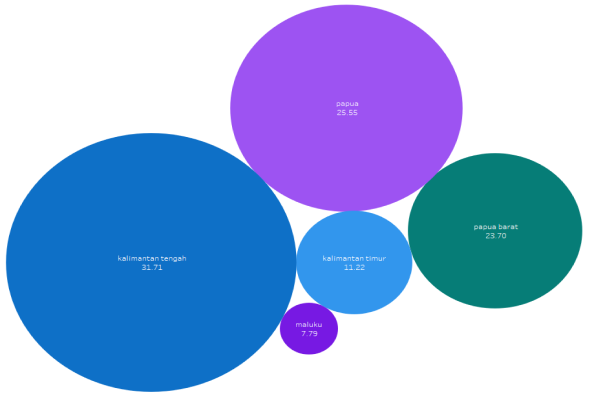 papua
25.55
papua barat
23.70
kalimantan tengah
31.71
kalimantan timur
11.22
maluku
7.79